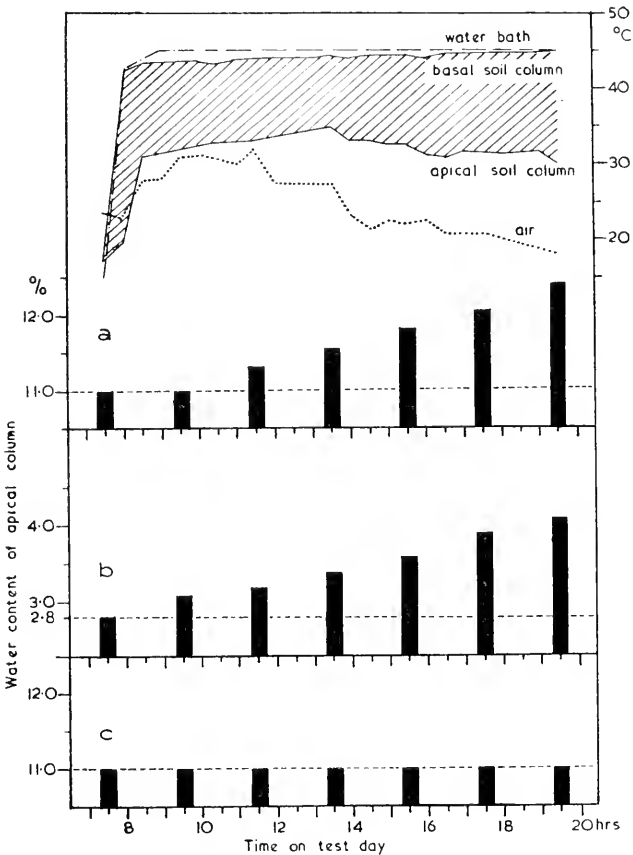 50
°C
water bath
basal soil column
40
30
apical soil column
air
20
%
12·0
a
11·0
4·0
b
3·0
2·8
12·0
c
11·0
Water content of apical column
8 10 12 14 16 18 20 hrs
Time on test day